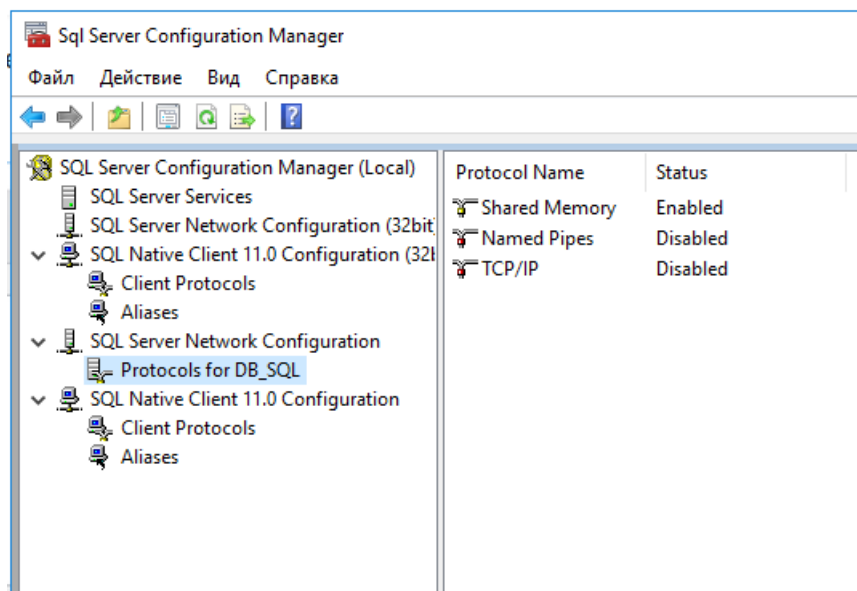 Sql Server Configuration Manager
Файл Действие Вид Справка
SQL Server Configuration Manager (Local)
SQL Server Services
SQL Server Network Configuration (32bit)
SQL Native Client 11.0 Configuration (32b
Client Protocols
Aliases
SQL Server Network Configuration
Protocols for DB_SQL
SQL Native Client 11.0 Configuration
Client Protocols
Aliases
Protocol Name Status
Shared Memory Enabled
Named Pipes Disabled
TCP/IP Disabled